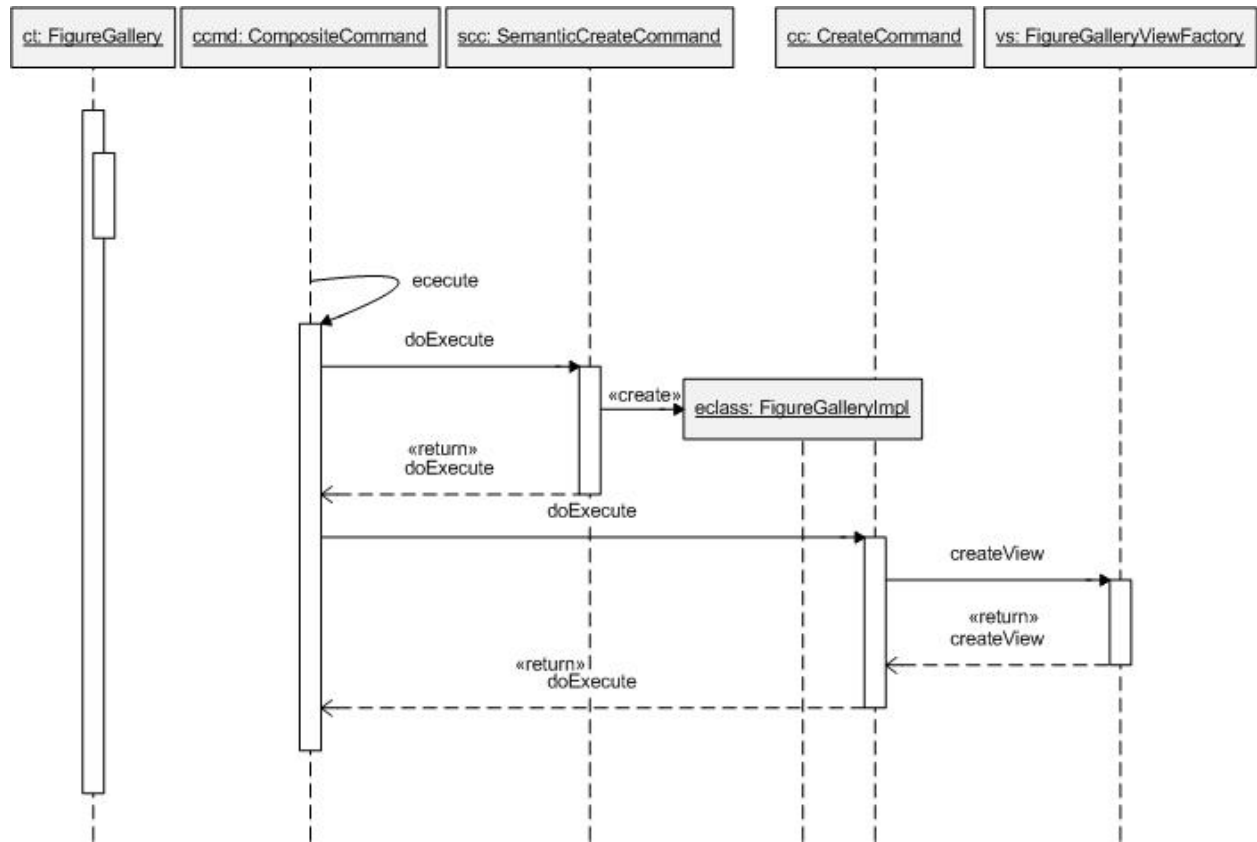 ct: FigureGallery
ccmd: CompositeCommand
scc: SemanticCreateCommand
cc: CreateCommand
vs: FigureGalleryViewFactory
ececute
doExecute
«create»
eclass: FigureGalleryImpl
«return»
doExecute
doExecute
createView
«return»
createView
«return»
doExecute